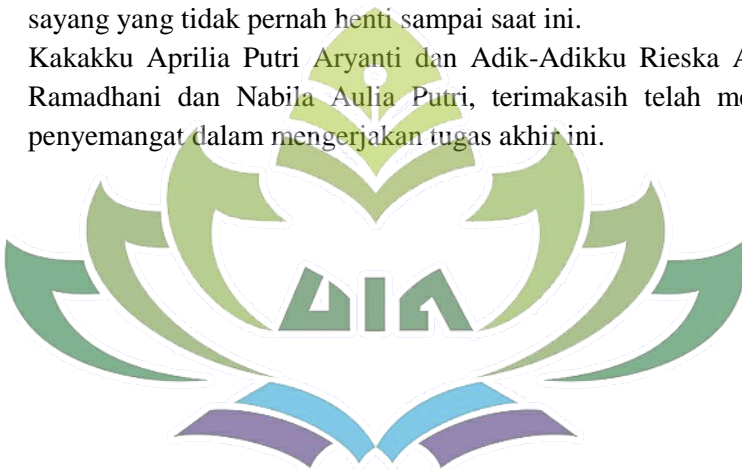 sayang yang tidak pernah henti sampai saat ini.
Kakakku Aprilia Putri Aryanti dan Adik-Adikku Rieska
Ramadhani dan Nabila Aulia Putri, terimakasih telah
penyemangat dalam mengerjakan tugas akhir ini.
UIN